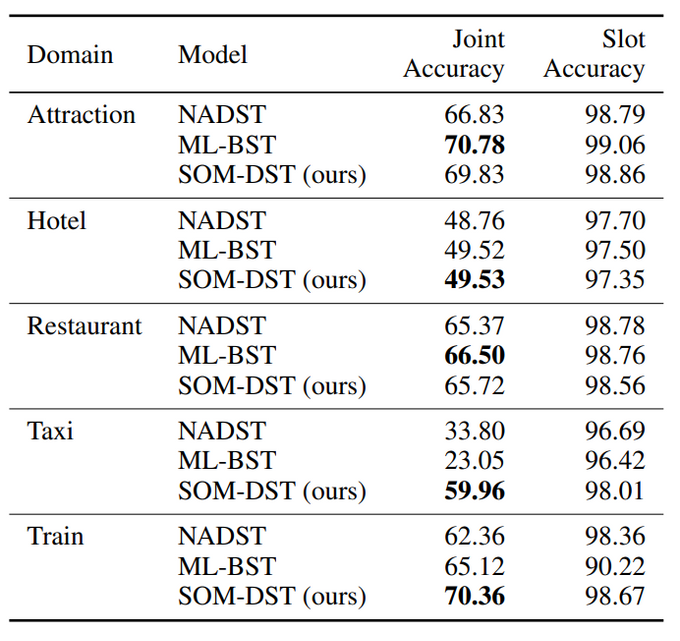 Domain Model Joint Accuracy Slot Accuracy
Attraction NADST 66.83 98.79
ML-BST 70.78 99.06
SOM-DST (ours) 69.83 98.86
Hotel NADST 48.76 97.70
ML-BST 49.52 97.50
SOM-DST (ours) 49.53 97.35
Restaurant NADST 65.37 98.78
ML-BST 66.50 98.76
SOM-DST (ours) 65.72 98.56
Taxi NADST 33.80 96.69
ML-BST 23.05 96.42
SOM-DST (ours) 59.96 98.01
Train NADST 62.36 98.36
ML-BST 65.12 90.22
SOM-DST (ours) 70.36 98.67